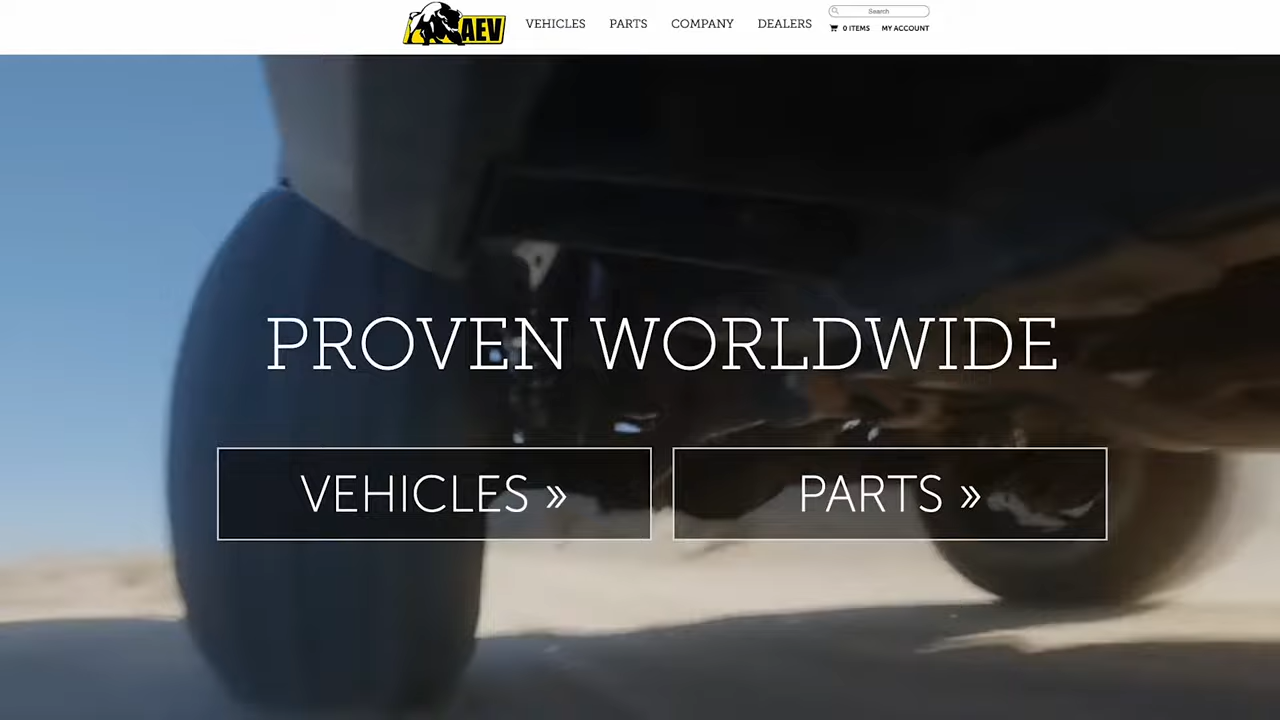 AEV
VEHICLES PARTS COMPANY DEALERS
Search
0 ITEMS MY ACCOUNT
PROVEN WORLDWIDE
VEHICLES »
PARTS »